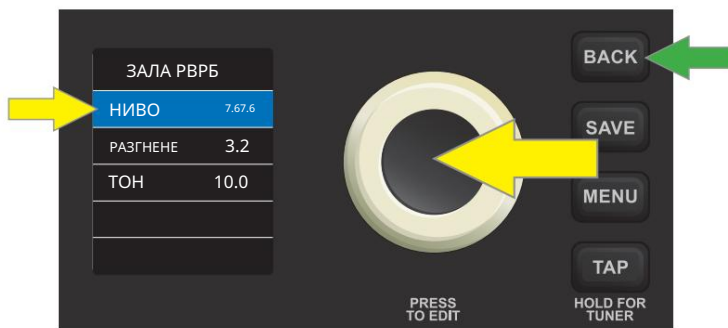 ЗАЛА РВРБ
НИВО 7.67.6
РАЗГНЕНЕ 3.2
ТОН 10.0
BACK
SAVE
MENU
TAP
PRESS
TO EDIT
HOLD FOR
TUNER